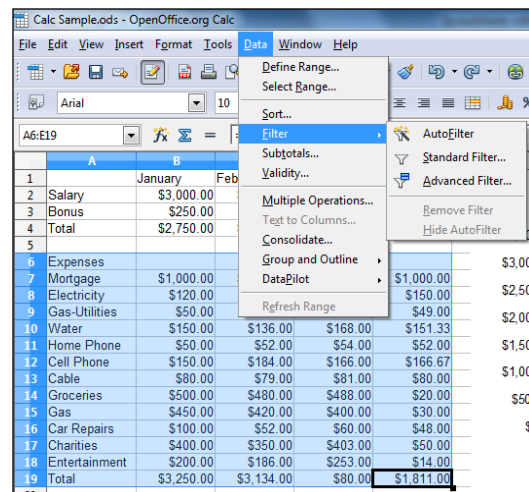 Calc Sample.ods - OpenOffice.org Calc
File Edit View Insert Format Tools Data Window Help
Arial 10
A6:E19
Define Range...
Select Range...
Sort...
Filter
Subtotals...
Validity...
Multiple Operations...
Text to Columns...
Consolidate...
Group and Outline
DataPilot
Refresh Range
AutoFilter
Standard Filter...
Advanced Filter...
Remove Filter
Hide AutoFilter
A B
1 January Feb
2 Salary $3,000.00
3 Bonus $250.00
4 Total $2,750.00
5
6 Expenses
7 Mortgage $1,000.00 $1,000.00
8 Electricity $120.00 $150.00
9 Gas-Utilities $50.00 $49.00
10 Water $150.00 $136.00 $168.00 $151.33
11 Home Phone $50.00 $52.00 $54.00 $52.00
12 Cell Phone $150.00 $184.00 $166.00 $166.67
13 Cable $80.00 $79.00 $81.00 $80.00
14 Groceries $500.00 $480.00 $488.00 $20.00
15 Gas $450.00 $420.00 $400.00 $30.00
16 Car Repairs $100.00 $52.00 $60.00 $48.00
17 Charities $400.00 $350.00 $403.00 $50.00
18 Entertainment $200.00 $186.00 $253.00 $14.00
19 Total $3,250.00 $3,134.00 $80.00 $1,811.00
$3,00
$2,50
$2,00
$1,50
$1,00
$50
$